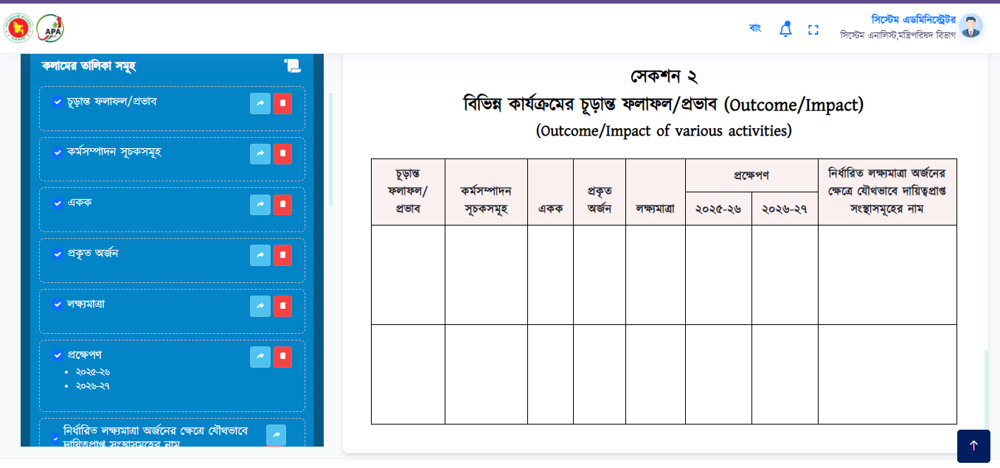 APA
বাং
সিস্টেম এডমিনিস্ট্রেটর
সিস্টেম এনালিস্ট,মন্ত্রিপরিষদ বিভাগ
কলামের তালিকা সমূহ
চূড়ান্ত ফলাফল/প্রভাব
কর্মসম্পাদন সূচকসমূহ
একক
প্রকৃত অর্জন
লক্ষ্যমাত্রা
প্রক্ষেপণ
২০২৫-২৬
২০২৬-২৭
নির্ধারিত লক্ষ্যমাত্রা অর্জনের ক্ষেত্রে যৌথভাবে
দায়িত্বপ্রাপ্ত সংস্থাসমূহের নাম
সেকশন ২
বিভিন্ন কার্যক্রমের চূড়ান্ত ফলাফল/প্রভাব (Outcome/Impact)
(Outcome/Impact of various activities)
চূড়ান্ত
ফলাফল/
প্রভাব
কর্মসম্পাদন
সূচকসমূহ
একক
প্রকৃত
অর্জন
লক্ষ্যমাত্রা
প্রক্ষেপণ
২০২৫-২৬
২০২৬-২৭
নির্ধারিত লক্ষ্যমাত্রা অর্জনের
ক্ষেত্রে যৌথভাবে দায়িত্বপ্রাপ্ত
সংস্থাসমূহের নাম